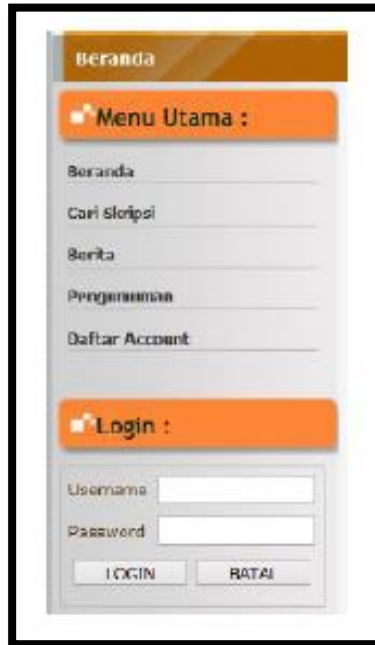 Beranda
Menu Utama :
Beranda
Cari Skripsi
Berita
Pengumuman
Daftar Account
Login :
Username
Password
LOGIN BATAL